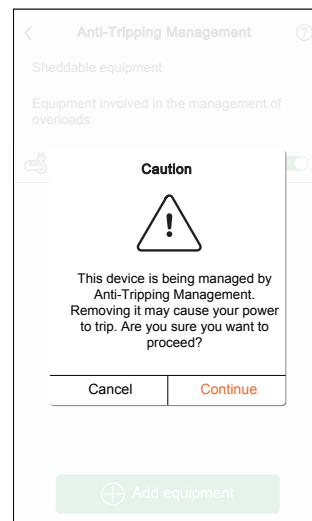 Anti-Tripping Management
Sheddable equipment
Equipment involved in the management of
overloads.
Caution
This device is being managed by
Anti-Tripping Management.
Removing it may cause your power
to trip. Are you sure you want to
proceed?
Cancel Continue
Add equipment